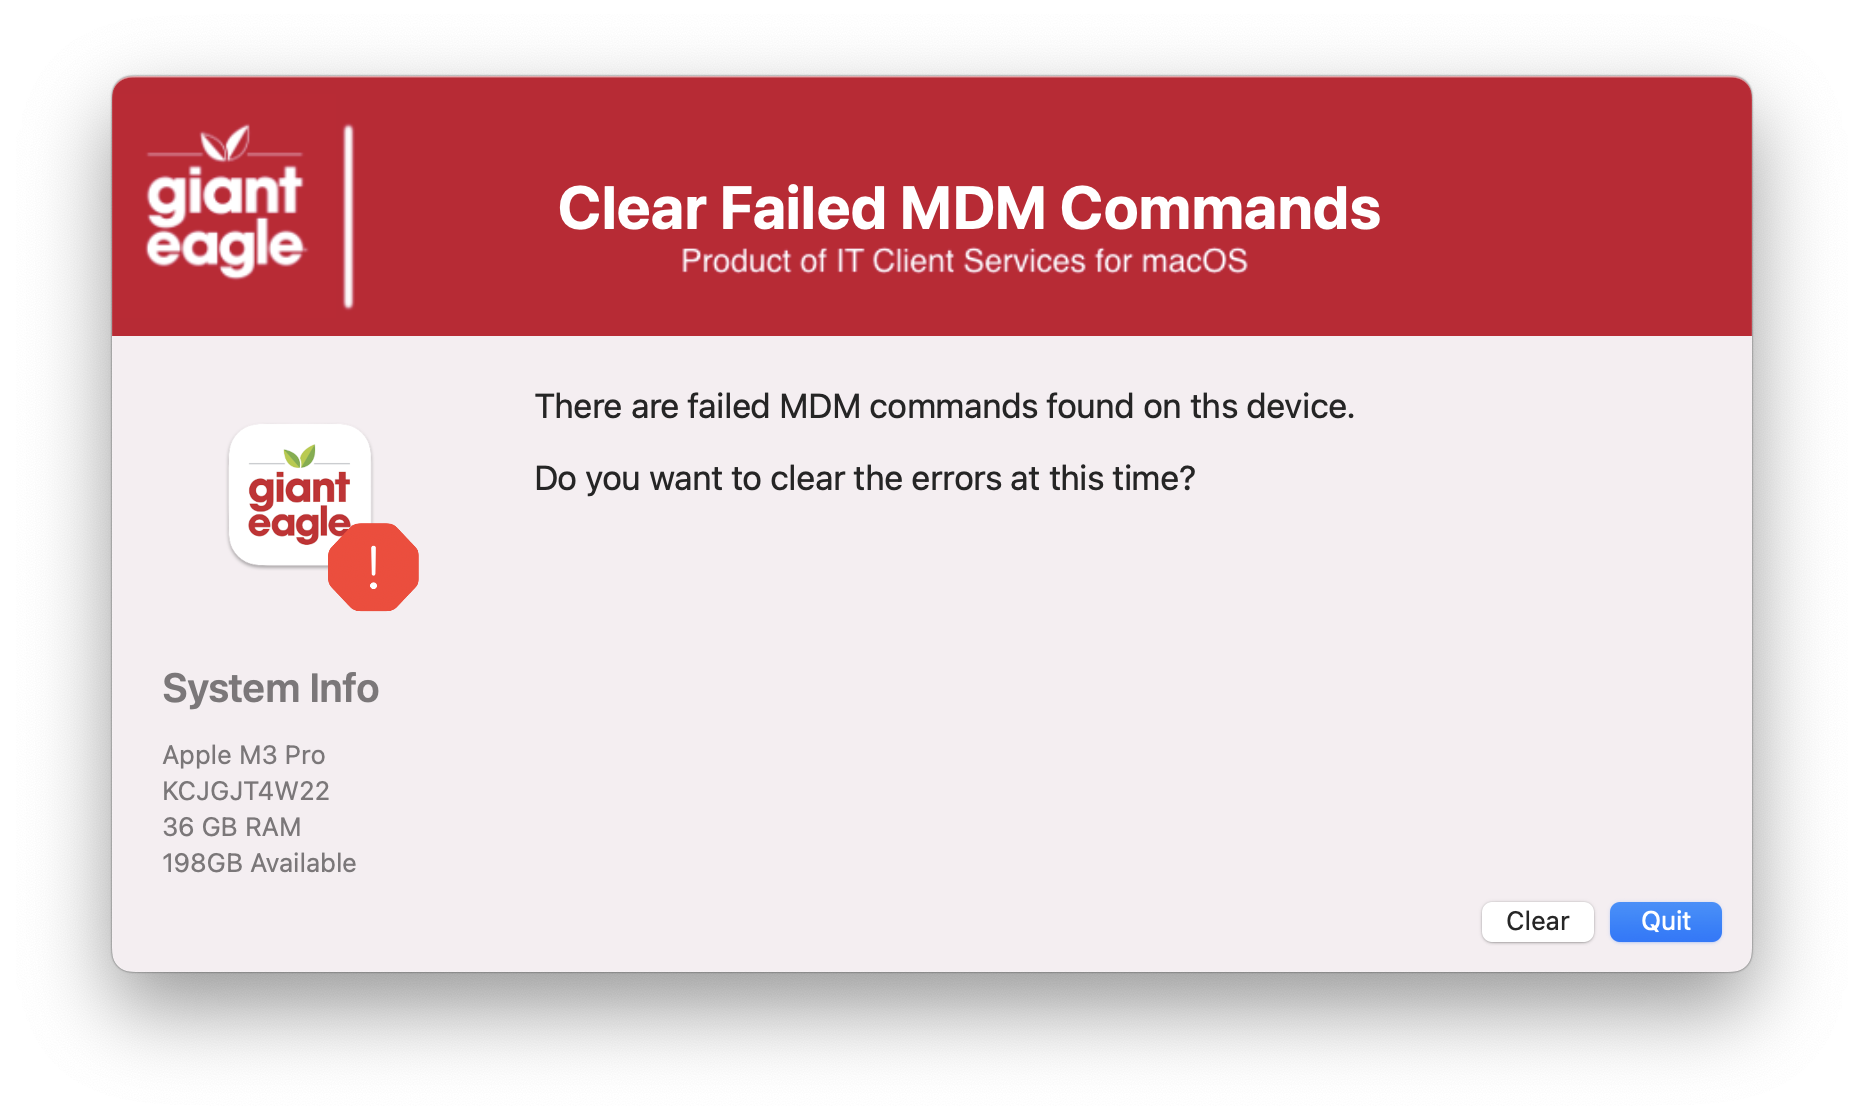 giant
eagle
Clear Failed MDM Commands
Product of IT Client Services for macOS
There are failed MDM commands found on ths device.
Do you want to clear the errors at this time?
giant
eagle
!
System Info
Apple M3 Pro
KCJGJT4W22
36 GB RAM
198GB Available
Clear
Quit